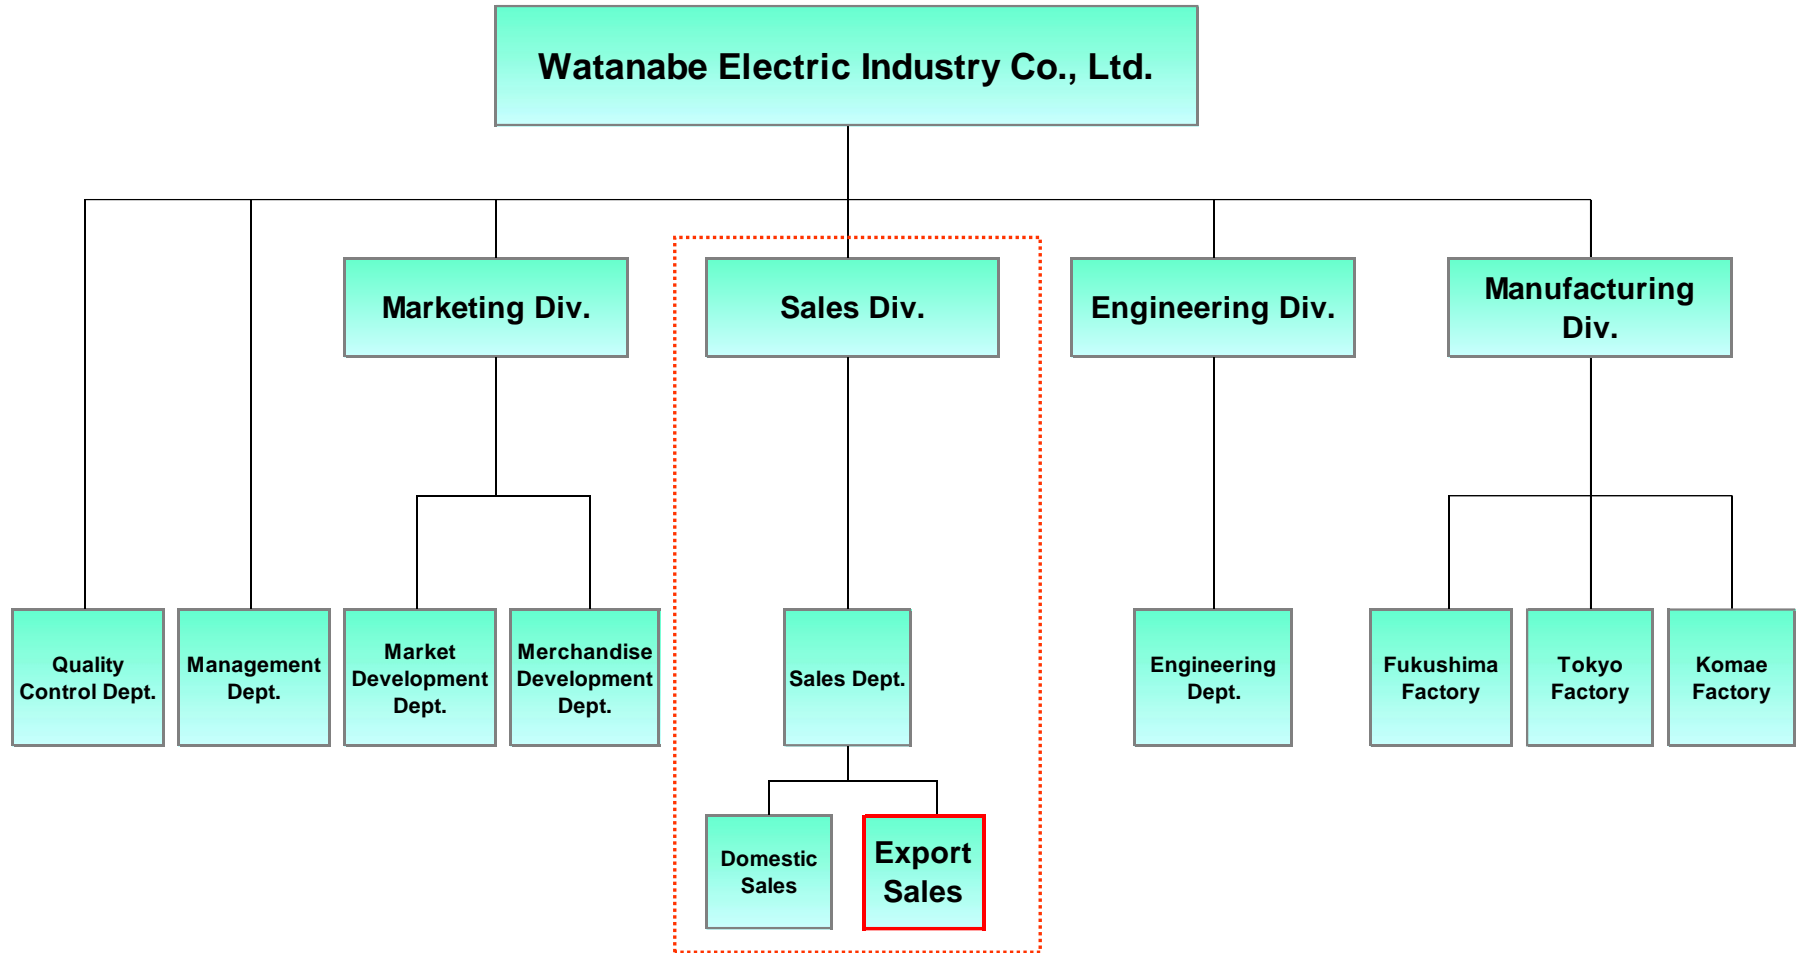 Watanabe Electric Industry Co., Ltd.
Marketing Div.
Sales Div.
Engineering Div.
Manufacturing
Div.
Quality
Control Dept.
Management
Dept.
Market
Development
Dept.
Merchandise
Development
Dept.
Sales Dept.
Engineering
Dept.
Fukushima
Factory
Tokyo
Factory
Komae
Factory
Domestic
Sales
Export
Sales